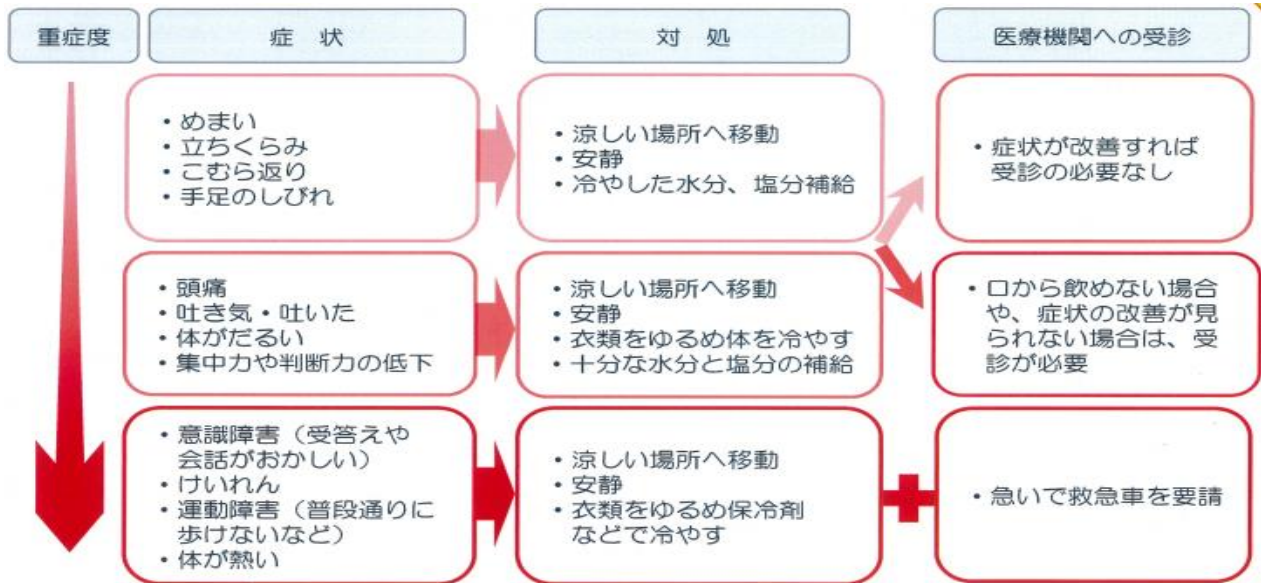 重症度
症 状
対 処
医療機関への受診
・めまい
・立ちくらみ
・こむら返り
・手足のしびれ
・涼しい場所へ移動
・安静
・冷やした水分、塩分補給
・症状が改善すれば
受診の必要なし
・頭痛
・吐き気・吐いた
・体がだるい
・集中力や判断力の低下
・涼しい場所へ移動
・安静
・衣類をゆるめ体を冷やす
・十分な水分と塩分の補給
・口から飲めない場合
や、症状の改善が見
られない場合は、受
診が必要
・意識障害（受答えや
会話がおかしい）
・けいれん
・運動障害（普段通りに
歩けないなど）
・体が熱い
・涼しい場所へ移動
・安静
・衣類をゆるめ保冷剤
などで冷やす
・急いで救急車を要請